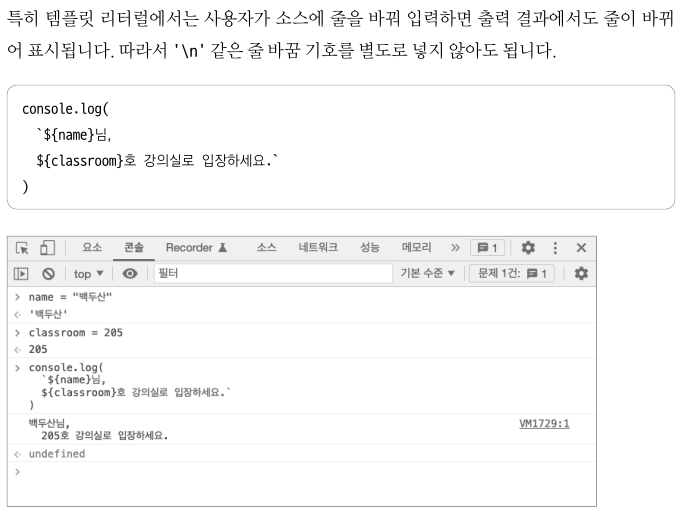 특히 템플릿 리터럴에서는 사용자가 소스에 줄을 바꿔 입력하면 출력 결과에서도 줄이 바뀌
어 표시됩니다. 따라서 '\n' 같은 줄 바꿈 기호를 별도로 넣지 않아도 됩니다.
console.log(
  `${name}님,
  ${classroom}호 강의실로 입장하세요.`
)
요소 콘솔 Recorder 소스 네트워크 성능 메모리 » 1
top ▼ 필터 기본 수준 ▼ 문제 1건: 1
> name = "백두산"
<· '백두산'
> classroom = 205
<· 205
> console.log(
  `${name}님,
  ${classroom}호 강의실로 입장하세요.`
)
백두산님, VM1729:1
  205호 강의실로 입장하세요.
<· undefined
>